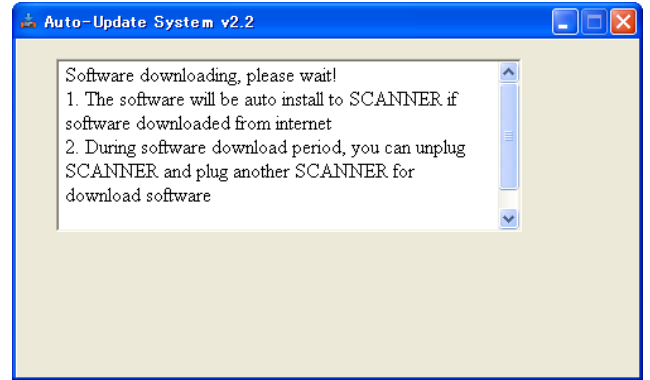 Auto-Update System v2.2
Software downloading, please wait!
1. The software will be auto install to SCANNER if
software downloaded from internet
2. During software download period, you can unplug
SCANNER and plug another SCANNER for
download software